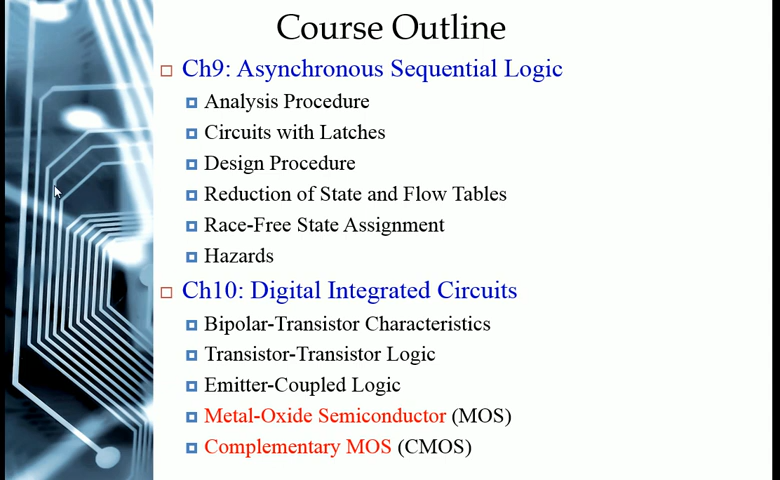 Course Outline
Ch9: Asynchronous Sequential Logic
Analysis Procedure
Circuits with Latches
Design Procedure
Reduction of State and Flow Tables
Race-Free State Assignment
Hazards
Ch10: Digital Integrated Circuits
Bipolar-Transistor Characteristics
Transistor-Transistor Logic
Emitter-Coupled Logic
Metal-Oxide Semiconductor (MOS)
Complementary MOS (CMOS)